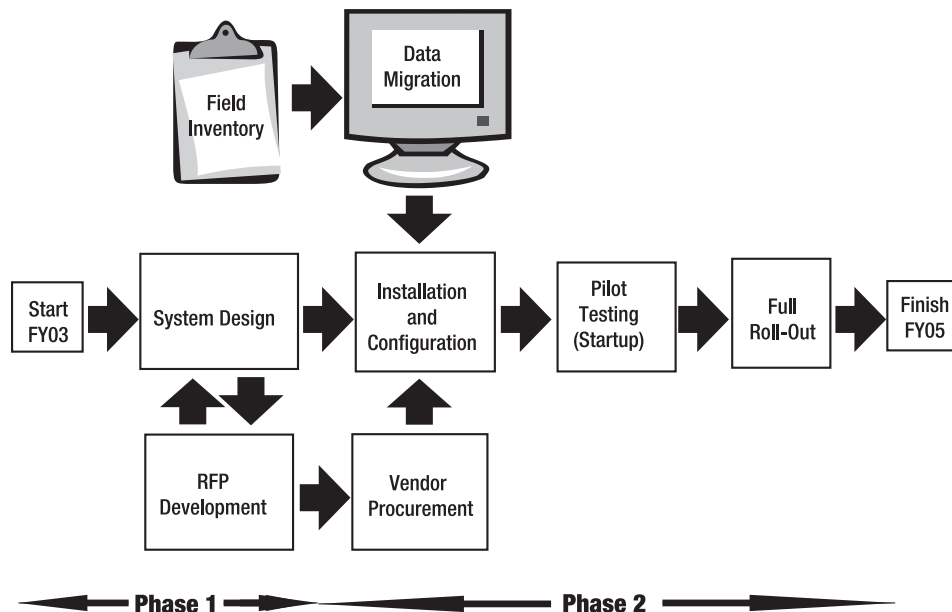 Field
Inventory
Data
Migration
Start
FY03
System Design
Installation
and
Configuration
Pilot
Testing
(Startup)
Full
Roll-Out
Finish
FY05
RFP
Development
Vendor
Procurement
Phase 1
Phase 2